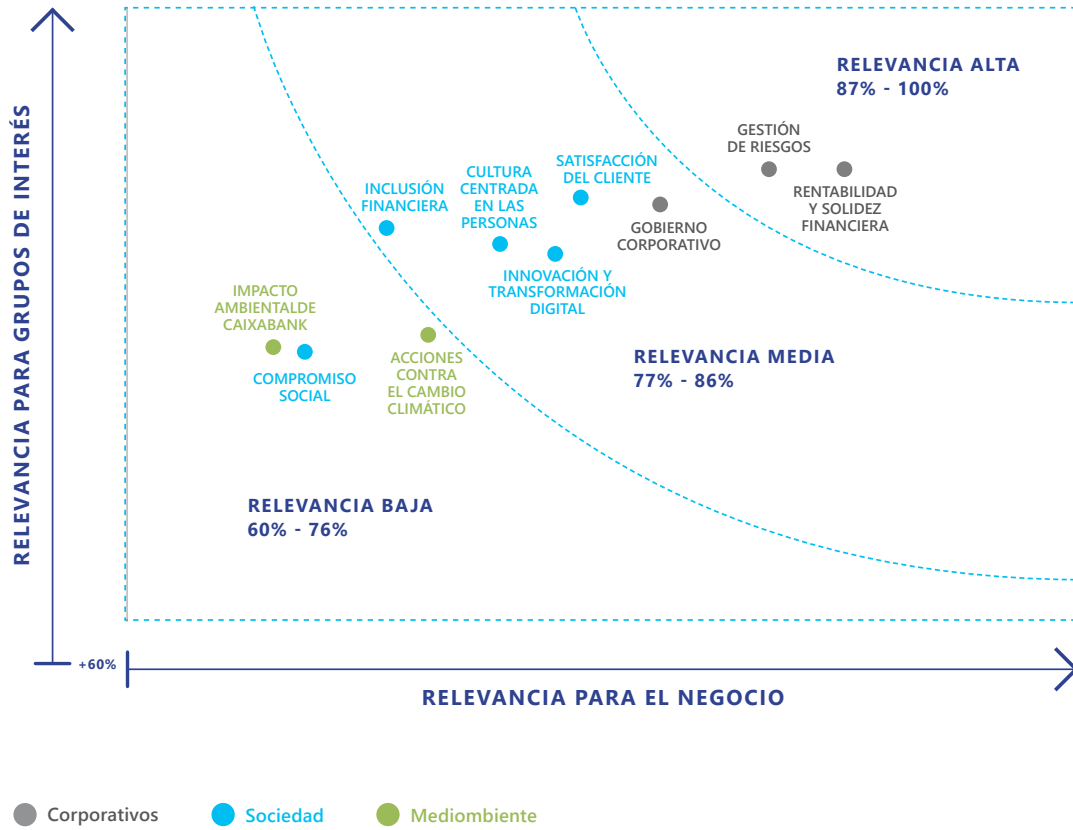 RELEVANCIA PARA GRUPOS DE INTERÉS
RELEVANCIA ALTA
87% - 100%
GESTIÓN
DE RIESGOS
RENTABILIDAD
Y SOLIDEZ
FINANCIERA
SATISFACCIÓN
DEL CLIENTE
CULTURA
CENTRADA
EN LAS
PERSONAS
INCLUSIÓN
FINANCIERA
GOBIERNO
CORPORATIVO
INNOVACIÓN Y
TRANSFORMACIÓN
DIGITAL
IMPACTO
AMBIENTALDE
CAIXABANK
COMPROMISO
SOCIAL
ACCIONES
CONTRA
EL CAMBIO
CLIMÁTICO
RELEVANCIA MEDIA
77% - 86%
RELEVANCIA BAJA
60% - 76%
+60%
RELEVANCIA PARA EL NEGOCIO
Corporativos
Sociedad
Mediombiente